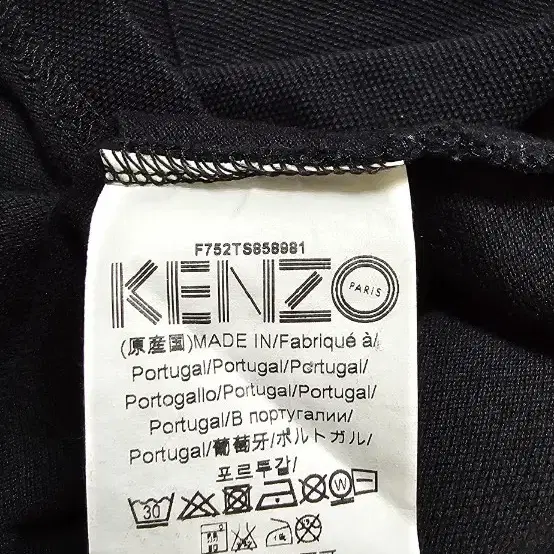 F752TS858981
KENZO
PARIS
(原産国)MADE IN/Fabriqué à/
Portugal/Portugal/Portugal/
Portogallo/Portugal/Portugal/
Portugal/В португалии/
Portugal/葡萄牙/ポルトガル/
포르투갈/
30 W